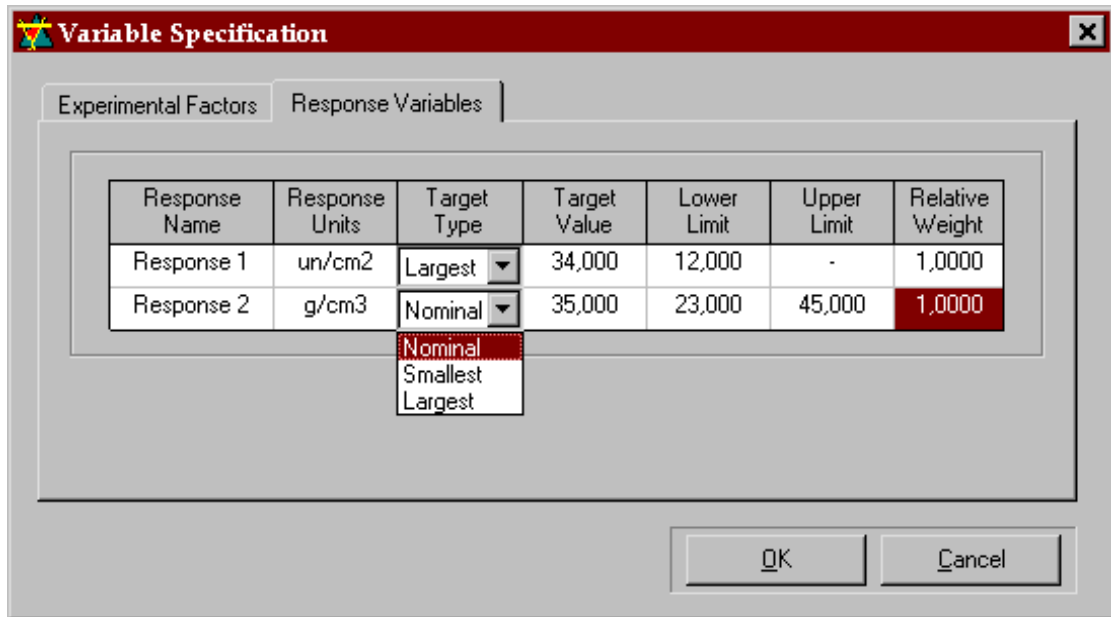 Variable Specification
Experimental Factors Response Variables
Response Name Response Units Target Type Target Value Lower Limit Upper Limit Relative Weight
Response 1 un/cm2 Largest 34,000 12,000 - 1,0000
Response 2 g/cm3 Nominal 35,000 23,000 45,000 1,0000
Nominal
Smallest
Largest
OK Cancel